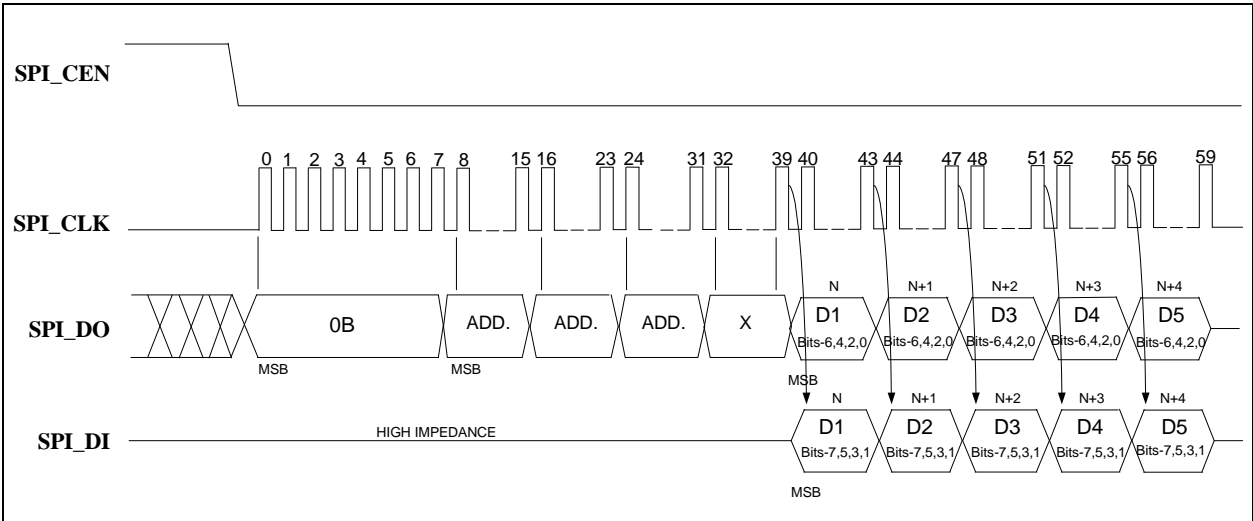 SPI_CEN
0 1 2 3 4 5 6 7 8 15 16 23 24 31 32 39 40 43 44 47 48 51 52 55 56 59
SPI_CLK
N N+1 N+2 N+3 N+4
SPI_DO 0B ADD. ADD. ADD. X D1 D2 D3 D4 D5
Bits-6,4,2,0 Bits-6,4,2,0 Bits-6,4,2,0 Bits-6,4,2,0 Bits-6,4,2,0
MSB MSB MSB
N N+1 N+2 N+3 N+4
SPI_DI HIGH IMPEDANCE D1 D2 D3 D4 D5
Bits-7,5,3,1 Bits-7,5,3,1 Bits-7,5,3,1 Bits-7,5,3,1 Bits-7,5,3,1
MSB